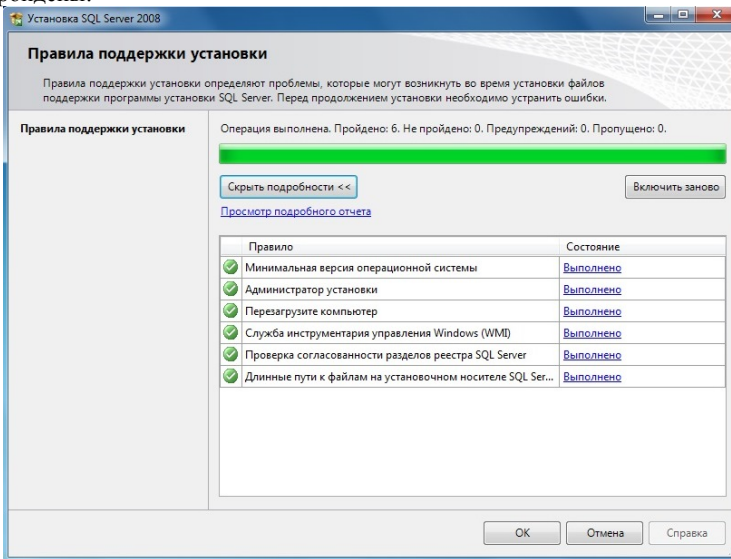 Установка SQL Server 2008
Правила поддержки установки
Правила поддержки установки определяют проблемы, которые могут возникнуть во время установки файлов
поддержки программы установки SQL Server. Перед продолжением установки необходимо устранить ошибки.
Правила поддержки установки
Операция выполнена. Пройдено: 6. Не пройдено: 0. Предупреждений: 0. Пропущено: 0.
Скрыть подробности <<
Включить заново
Просмотр подробного отчета
Правило Состояние
Минимальная версия операционной системы Выполнено
Администратор установки Выполнено
Перезагрузите компьютер Выполнено
Служба инструментария управления Windows (WMI) Выполнено
Проверка согласованности разделов реестра SQL Server Выполнено
Длинные пути к файлам на установочном носителе SQL Ser... Выполнено
OK Отмена Справка